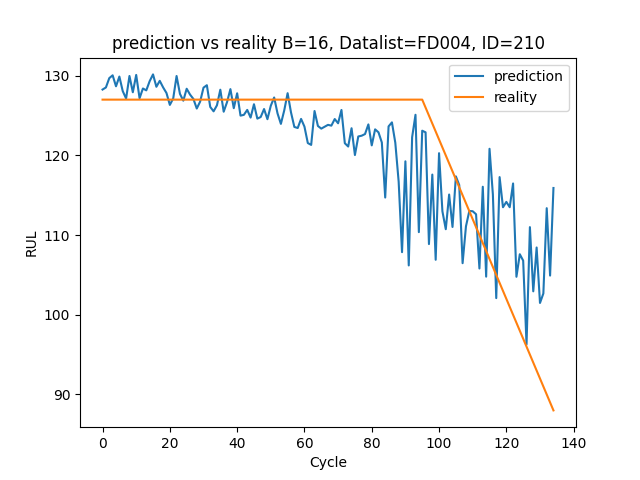 prediction vs reality B=16, Datalist=FD004, ID=210
prediction
reality
130
120
110
100
90
RUL
0 20 40 60 80 100 120 140
Cycle